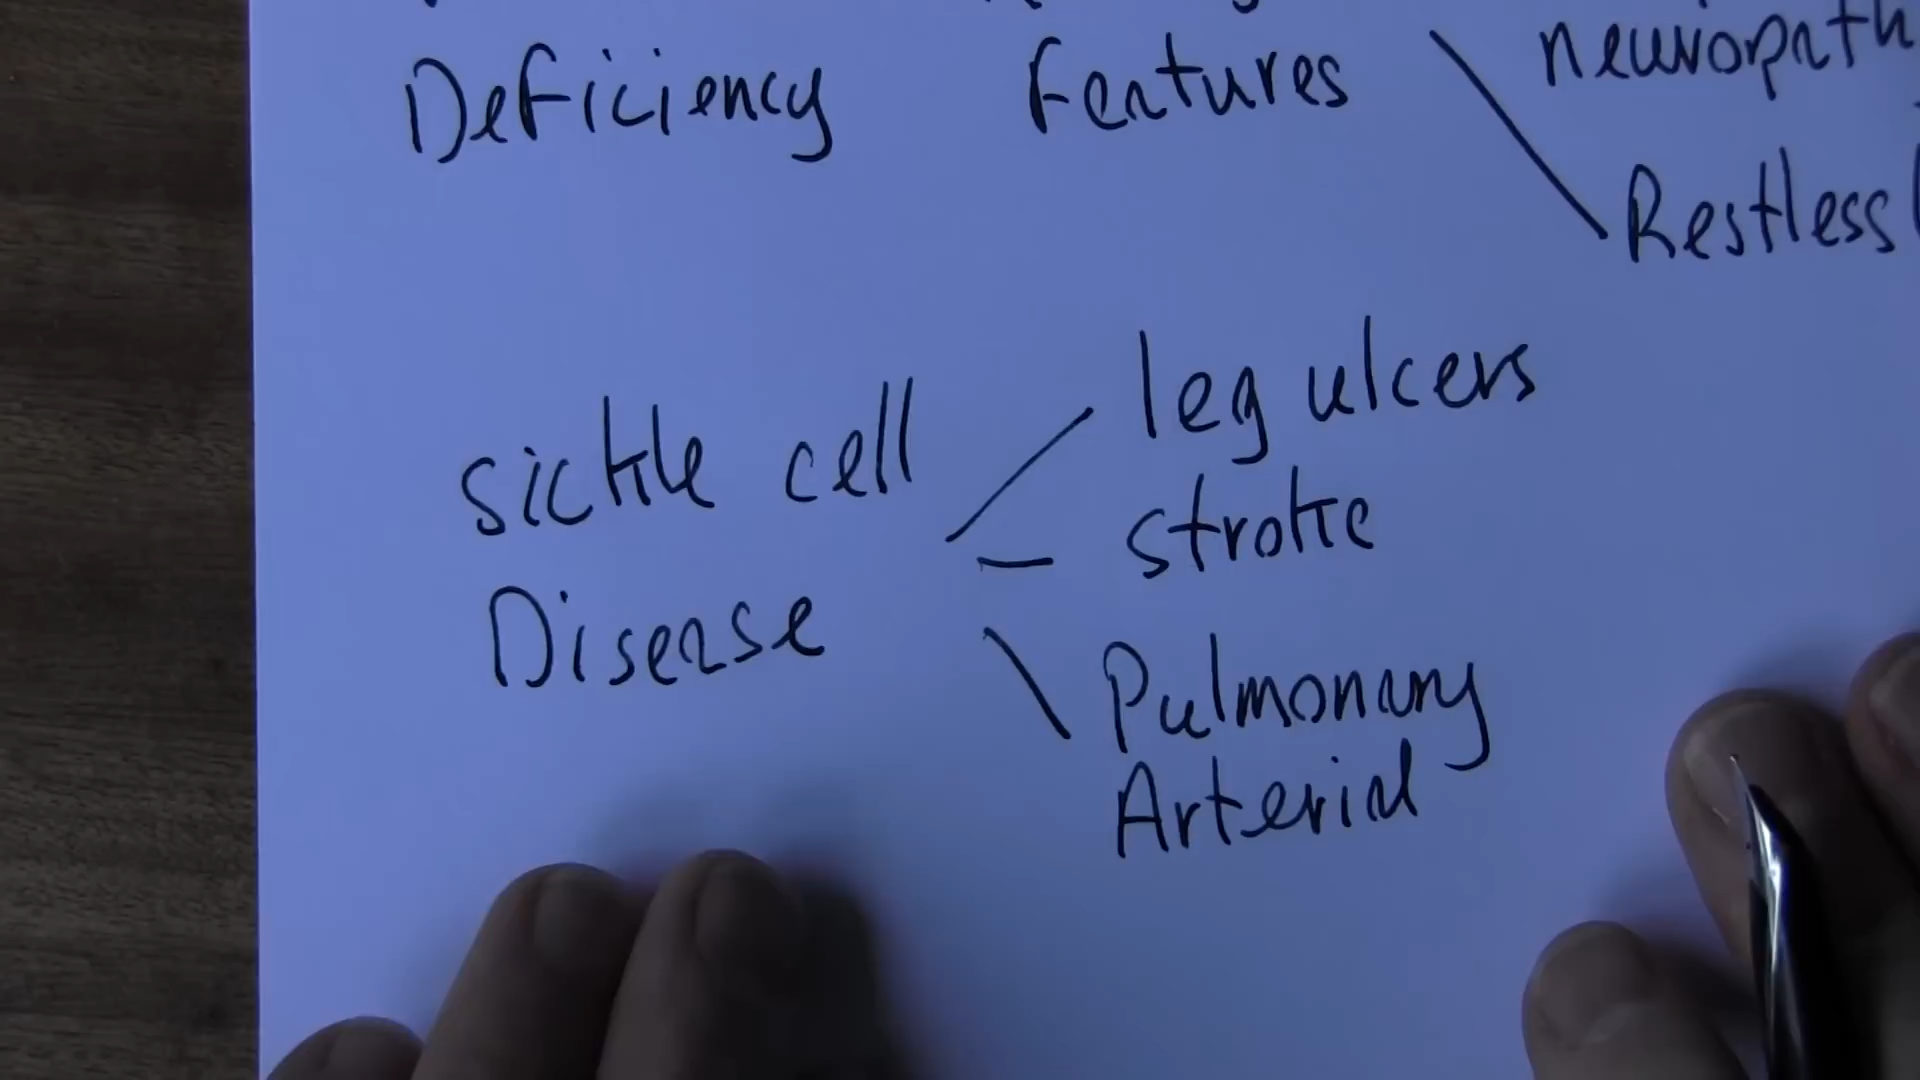 Deficiency
Features
neuropath
Restless
sickle cell
Disease
leg ulcers
stroke
Pulmonary
Arterial